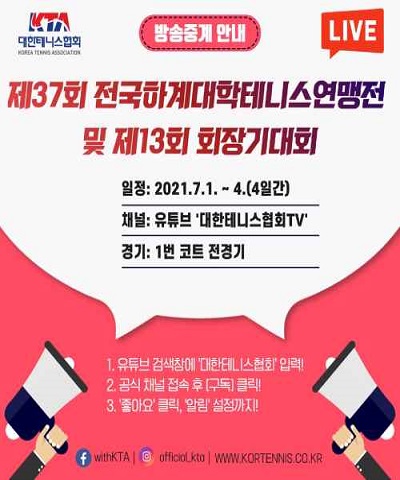 KTA
대한테니스협회
KOREA TENNIS ASSOCIATION
방송중계 안내
LIVE
제37회 전국하계대학테니스연맹전
및 제13회 회장기대회
일정: 2021.7.1. ~ 4.(4일간)
채널: 유튜브 '대한테니스협회TV'
경기: 1번 코트 전경기
1. 유튜브 검색창에 '대한테니스협회' 입력!
2. 공식 채널 접속 후 [구독] 클릭!
3. '좋아요' 클릭, '알림' 설정까지!
withKTA | official_kta | WWW.KORTENNIS.CO.KR